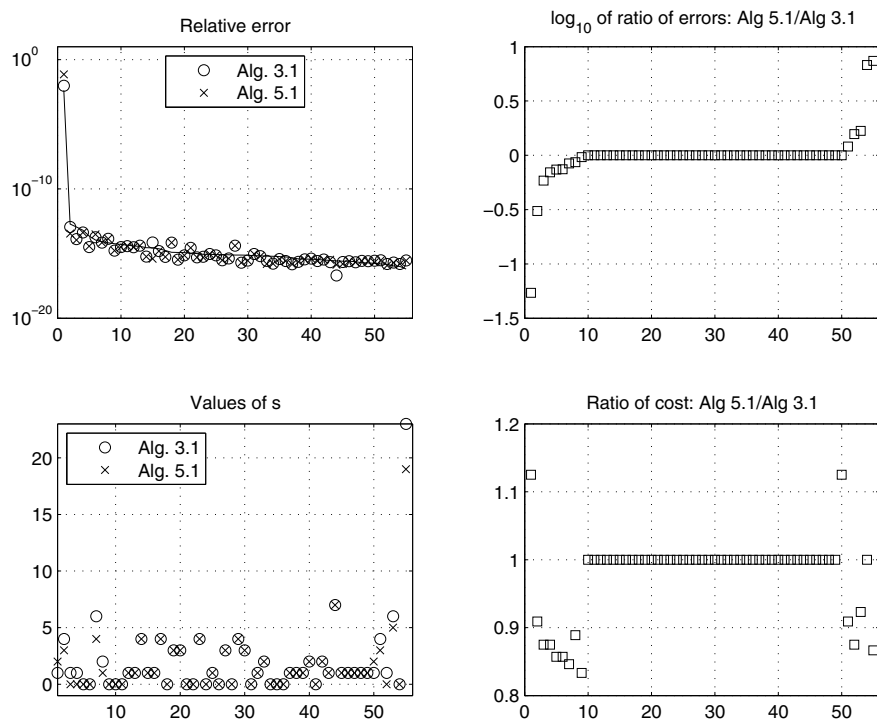 Relative error
10^0
10^-10
10^-20
Alg. 3.1
Alg. 5.1
0 10 20 30 40 50
log_10 of ratio of errors: Alg 5.1/Alg 3.1
1
0.5
0
−0.5
−1
−1.5
0 10 20 30 40 50
Values of s
20
15
10
5
0
Alg. 3.1
Alg. 5.1
10 20 30 40 50
Ratio of cost: Alg 5.1/Alg 3.1
1.2
1.1
1
0.9
0.8
0 10 20 30 40 50